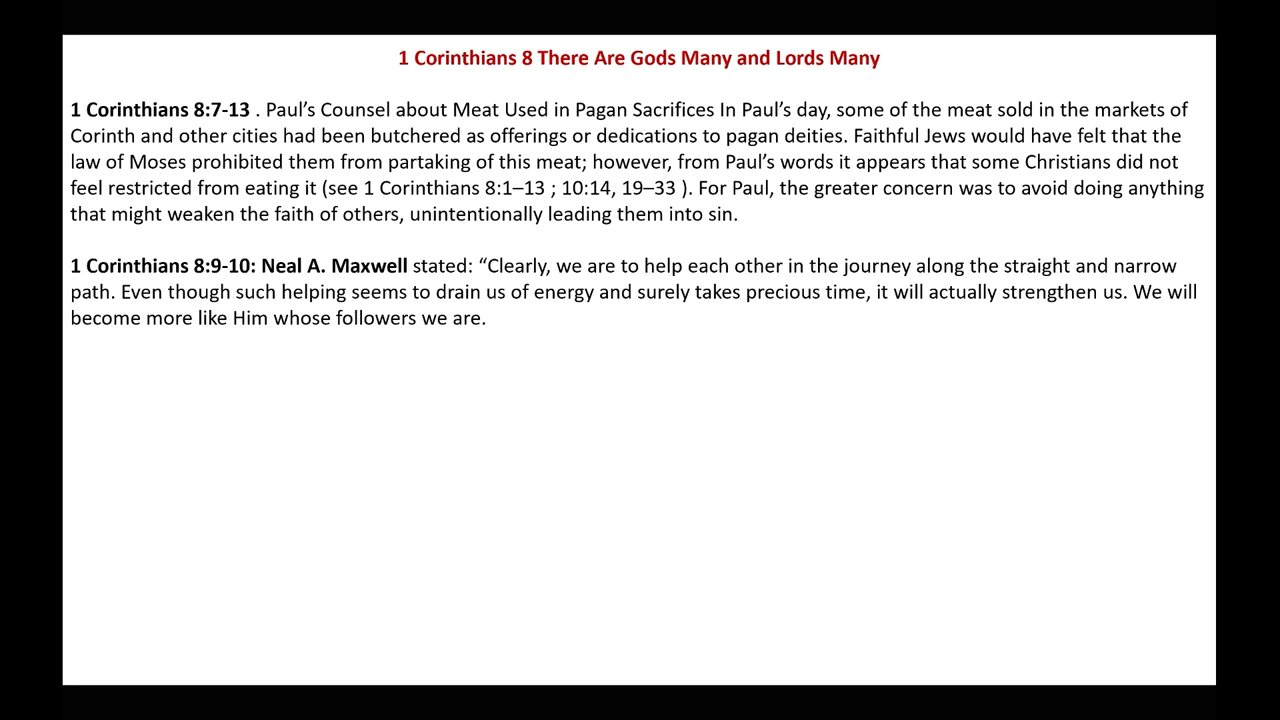 1 Corinthians 8 There Are Gods Many and Lords Many
1 Corinthians 8:7-13 . Paul’s Counsel about Meat Used in Pagan Sacrifices In Paul’s day, some of the meat sold in the markets of
Corinth and other cities had been butchered as offerings or dedications to pagan deities. Faithful Jews would have felt that the
law of Moses prohibited them from partaking of this meat; however, from Paul’s words it appears that some Christians did not
feel restricted from eating it (see 1 Corinthians 8:1–13 ; 10:14, 19–33 ). For Paul, the greater concern was to avoid doing anything
that might weaken the faith of others, unintentionally leading them into sin.
1 Corinthians 8:9-10: Neal A. Maxwell stated: “Clearly, we are to help each other in the journey along the straight and narrow
path. Even though such helping seems to drain us of energy and surely takes precious time, it will actually strengthen us. We will
become more like Him whose followers we are.